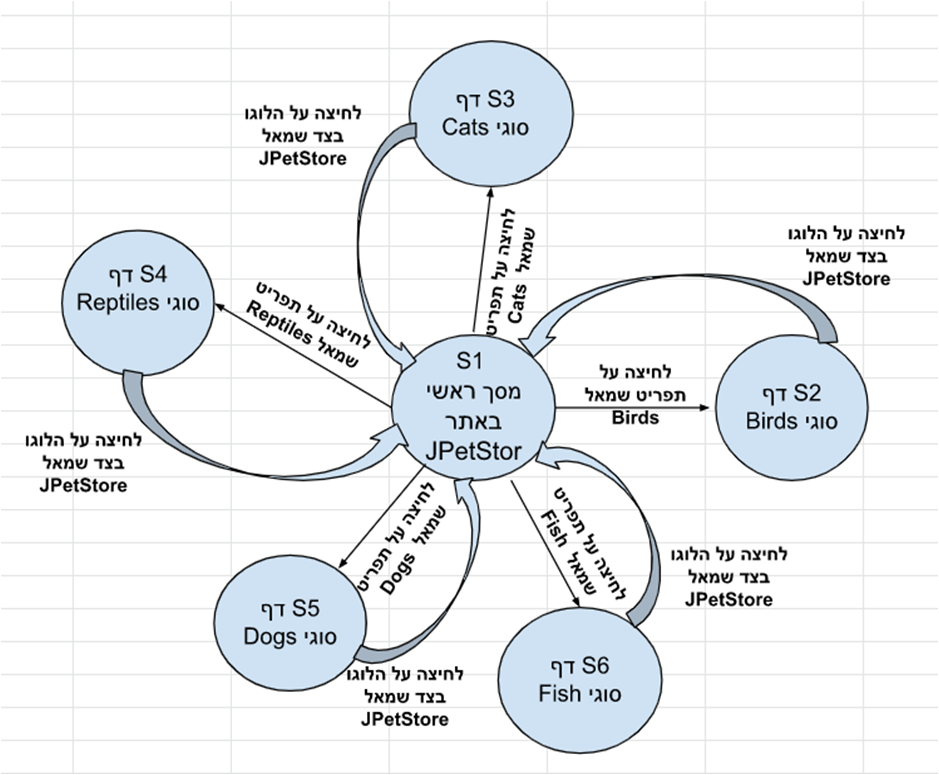 דף S3
סוגי Cats
לחיצה על הלוגו
בצד שמאל
JPetStore
לחיצה על תפריט
שמאל Cats
לחיצה על הלוגו
בצד שמאל
JPetStore
דף S4
סוגי Reptiles
לחיצה על תפריט
שמאל Reptiles
S1
מסך ראשי
באתר
JPetStor
לחיצה על
תפריט שמאל
Birds
דף S2
סוגי Birds
לחיצה על הלוגו
בצד שמאל
JPetStore
לחיצה על תפריט
שמאל Dogs
לחיצה על תפריט
שמאל Fish
לחיצה על הלוגו
בצד שמאל
JPetStore
דף S5
סוגי Dogs
לחיצה על הלוגו
בצד שמאל
JPetStore
דף S6
סוגי Fish